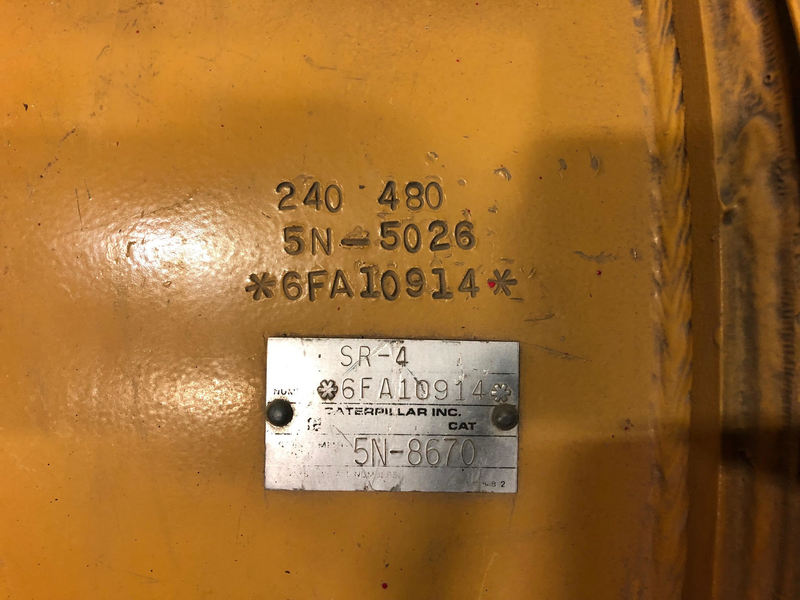 240 480
5N-5026
*6FA10914*
SR-4
*6FA10914*
CATERPILLAR INC.
CAT
5N-8670